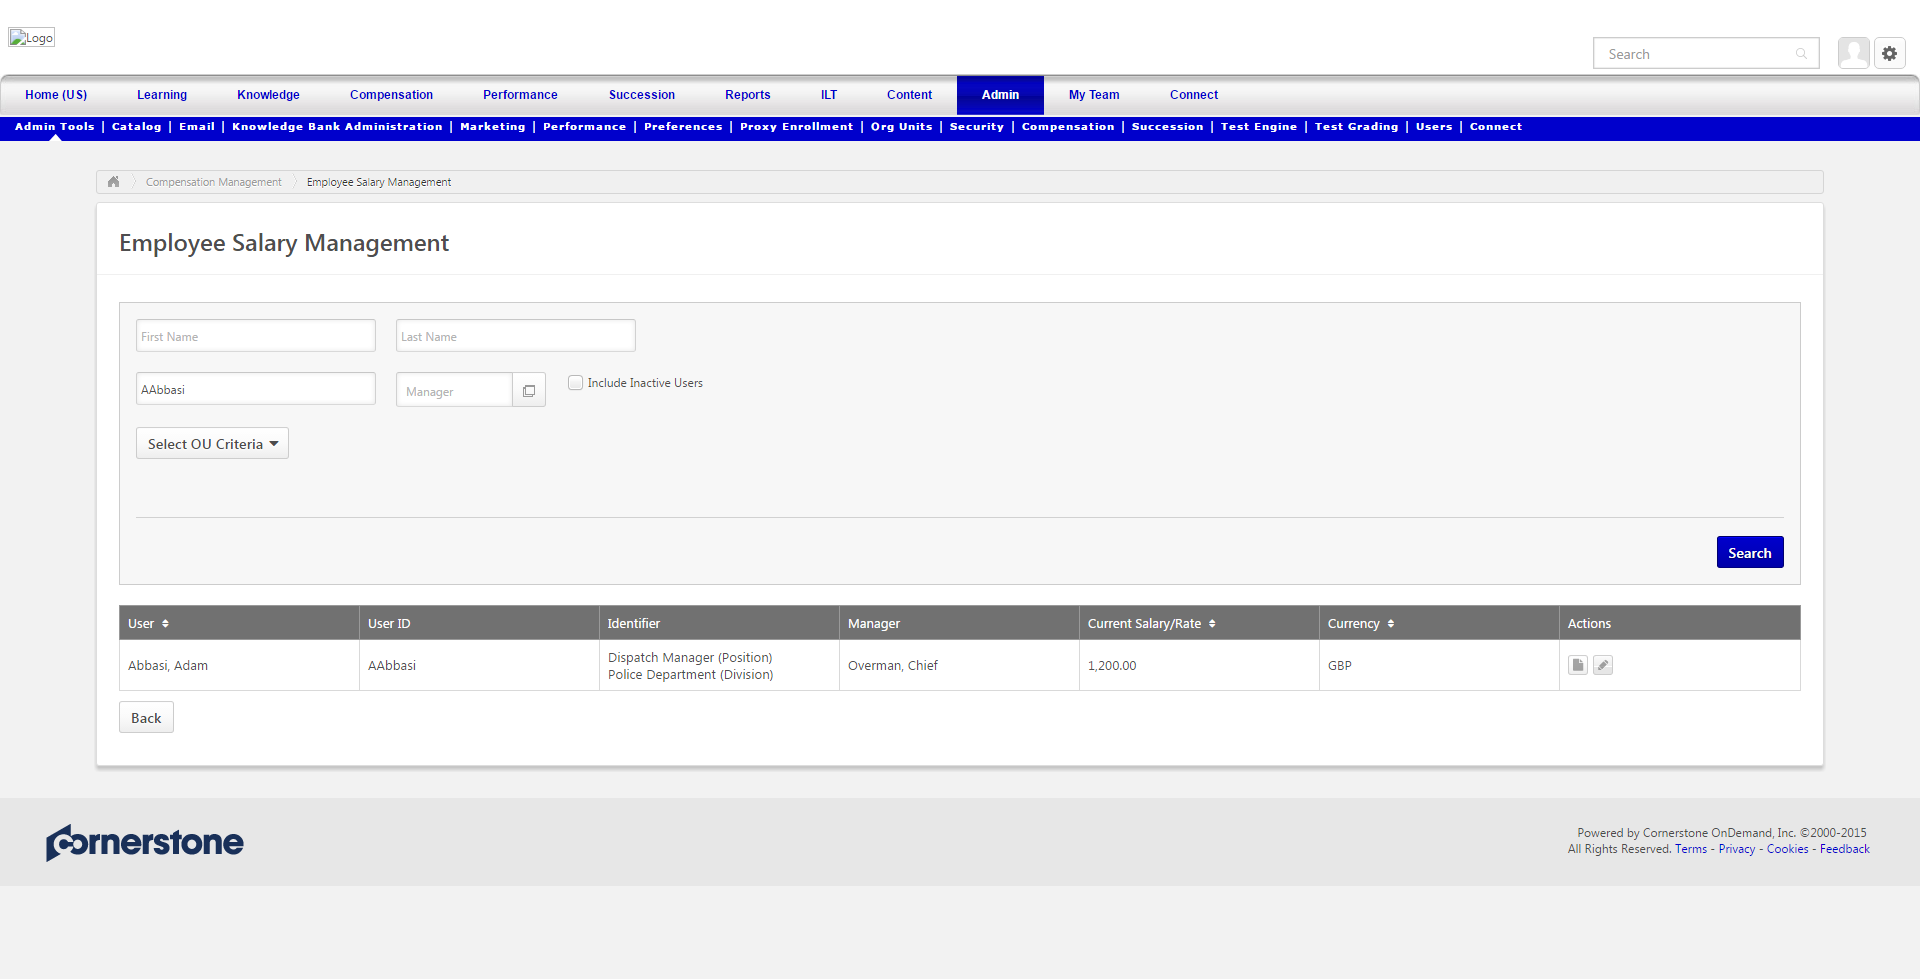 Logo
Search
Home (US) Learning Knowledge Compensation Performance Succession Reports ILT Content Admin My Team Connect
Admin Tools | Catalog | Email | Knowledge Bank Administration | Marketing | Performance | Preferences | Proxy Enrollment | Org Units | Security | Compensation | Succession | Test Engine | Test Grading | Users | Connect
Compensation Management Employee Salary Management
Employee Salary Management
First Name Last Name
AAbbasi Manager Include Inactive Users
Select OU Criteria
Search
User User ID Identifier Manager Current Salary/Rate Currency Actions
Abbasi, Adam AAbbasi Dispatch Manager (Position) Overman, Chief 1,200.00 GBP
Police Department (Division)
Back
Cornerstone
Powered by Cornerstone OnDemand, Inc. ©2000-2015
All Rights Reserved. Terms - Privacy - Cookies - Feedback